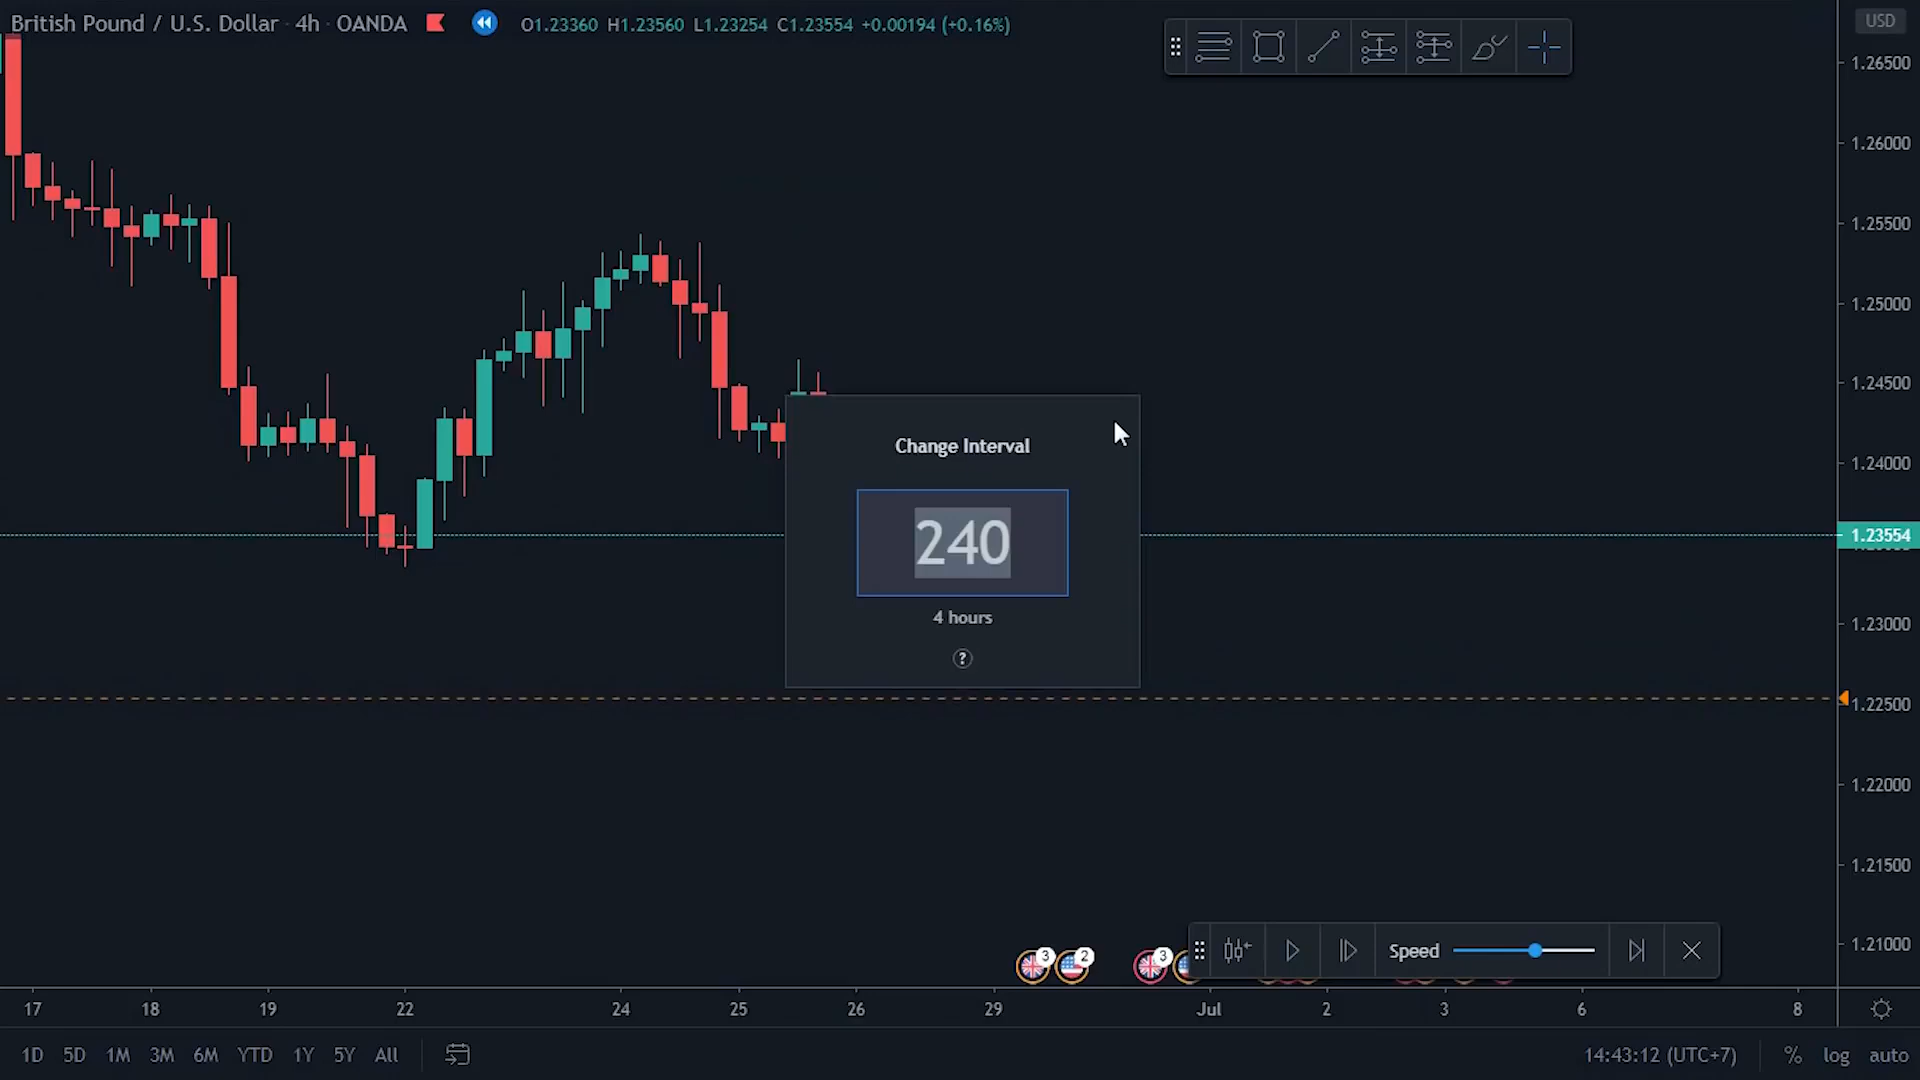 British Pound / U.S. Dollar · 4h · OANDA
O1.23360 H1.23560 L1.23254 C1.23554 +0.00194 (+0.16%)
USD
1.26500
1.26000
1.25500
1.25000
1.24500
1.24000
1.23554
1.23000
1.22500
1.22000
1.21500
1.21000
Change Interval
240
4 hours
?
3
2
3
Speed
17 18 19 22 24 25 26 29 Jul 2 3 6 8
1D 5D 1M 3M 6M YTD 1Y 5Y All
14:43:12 (UTC+7) % log auto